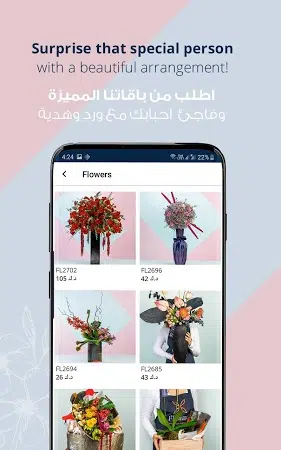 Surprise that special person
with a beautiful arrangement!
اطلب من باقاتنا المميزة
وفاجئ احبابك مع ورد وهدية
4:24
22%
Flowers
FL2702
105 د.ك
FL2696
42 د.ك
FL2694
26 د.ك
FL2685
43 د.ك